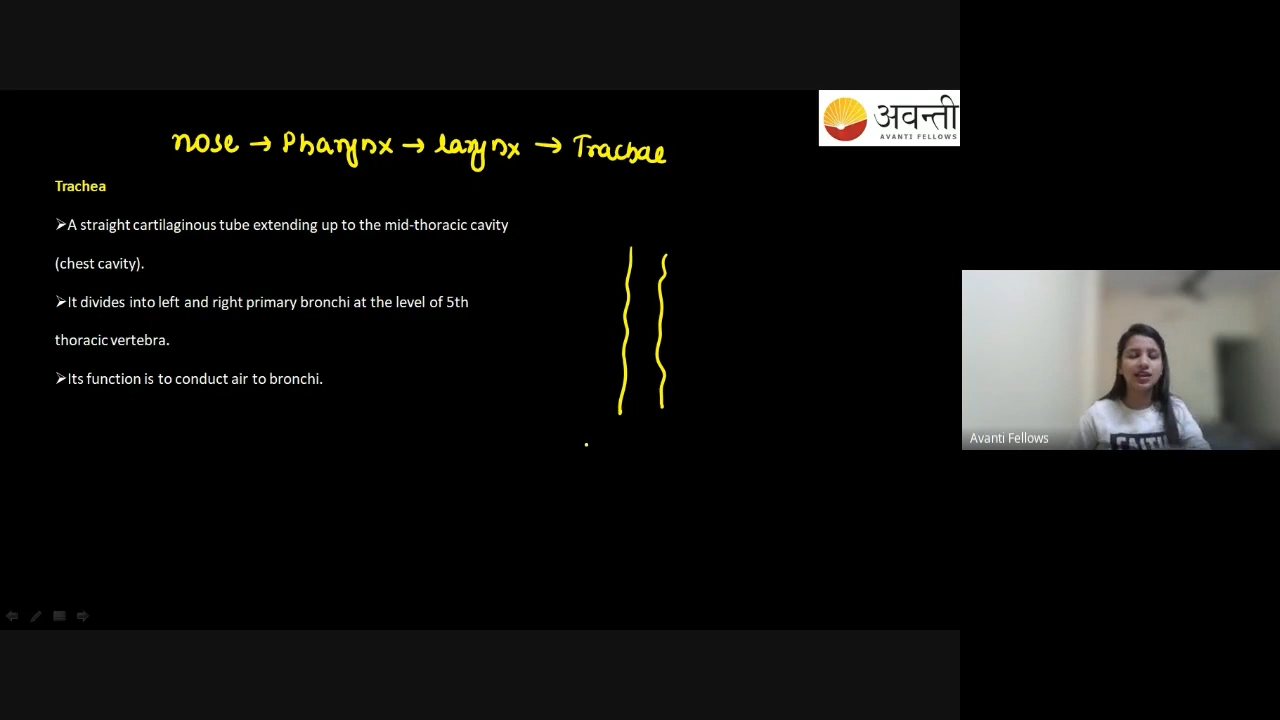 अवन्ती
AVANTI FELLOWS
nose → Pharynx → larynx → Trachae
Trachea
➢A straight cartilaginous tube extending up to the mid-thoracic cavity
(chest cavity).
➢It divides into left and right primary bronchi at the level of 5th
thoracic vertebra.
➢Its function is to conduct air to bronchi.
Avanti Fellows
FAITH